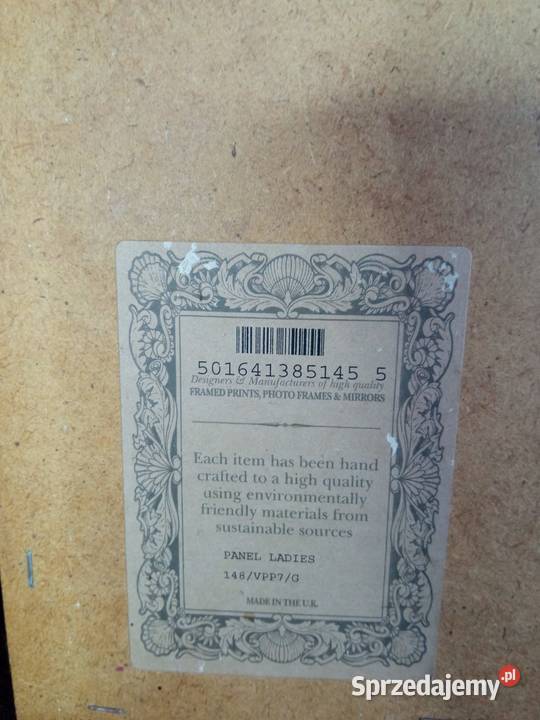 501641385145 5
Designers & Manufacturers of high quality
FRAMED PRINTS, PHOTO FRAMES & MIRRORS
Each item has been hand
crafted to a high quality
using environmentally
friendly materials from
sustainable sources
PANEL LADIES
148/VPP7/G
MADE IN THE U.K.
Sprzedajemy.pl